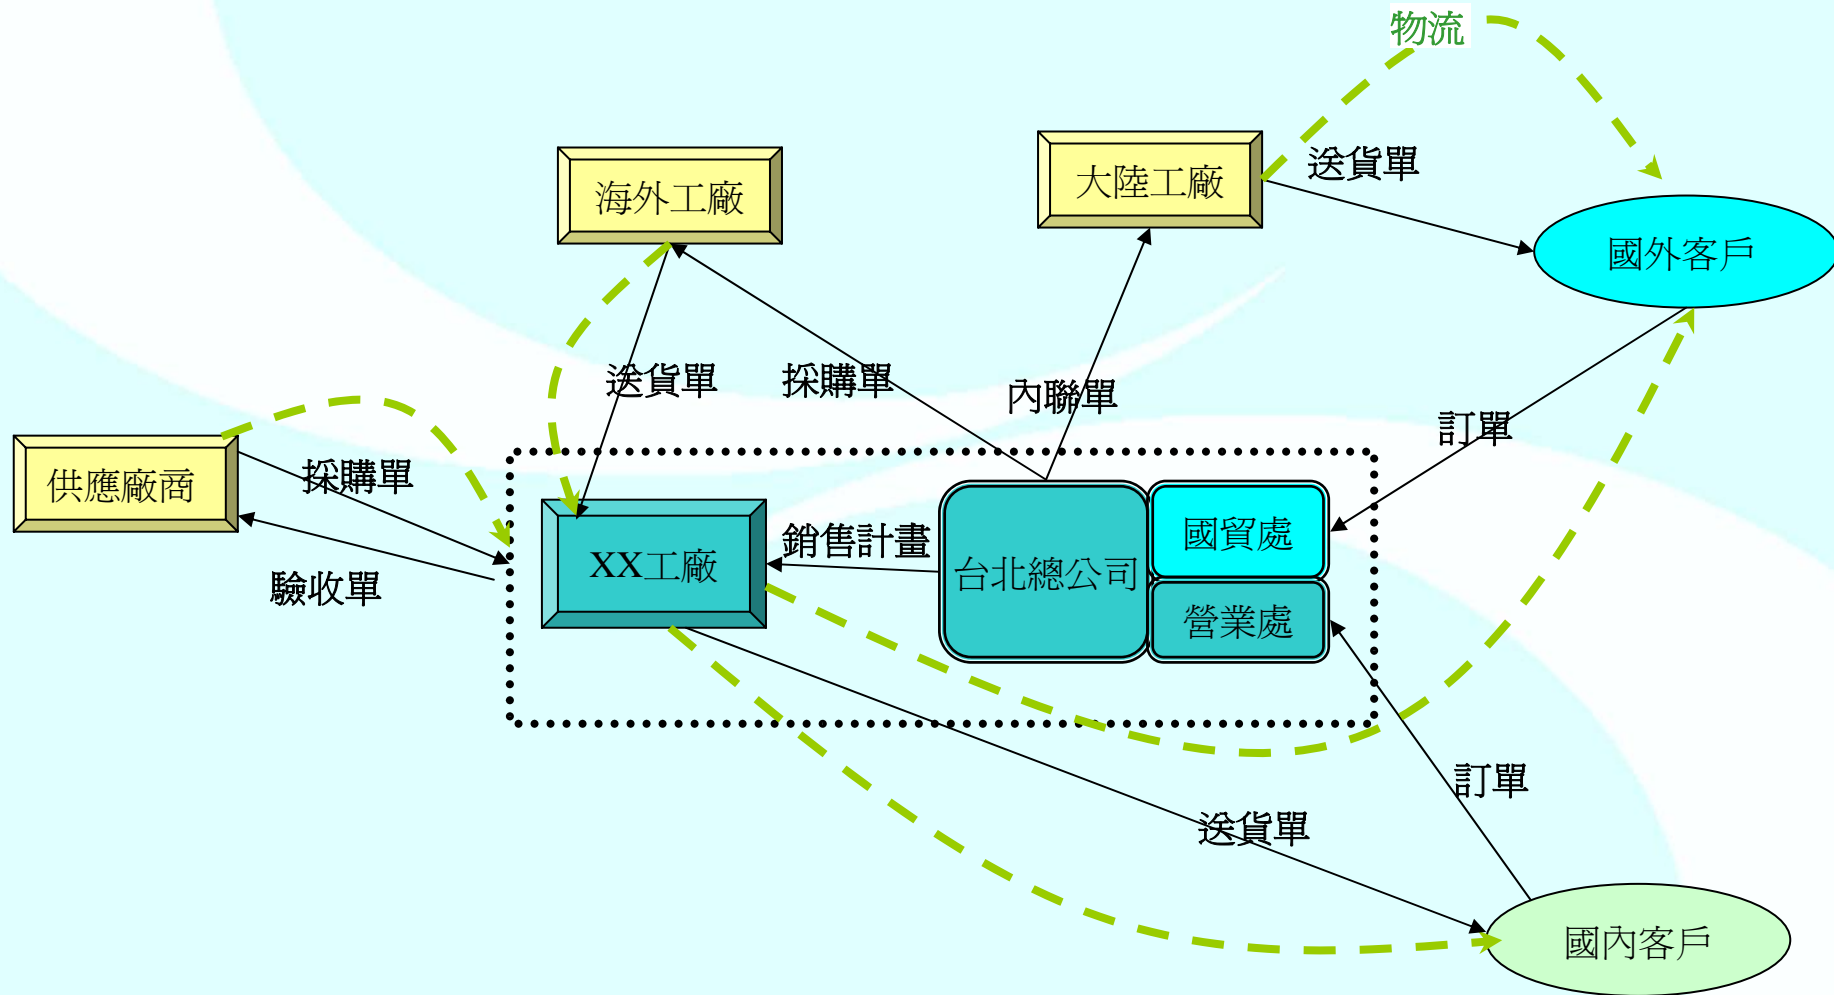 物流
送貨單
大陸工廠
海外工廠
國外客戶
送貨單
採購單
內聯單
訂單
供應廠商
採購單
國貿處
銷售計畫
XX工廠
台北總公司
驗收單
營業處
訂單
送貨單
國內客戶